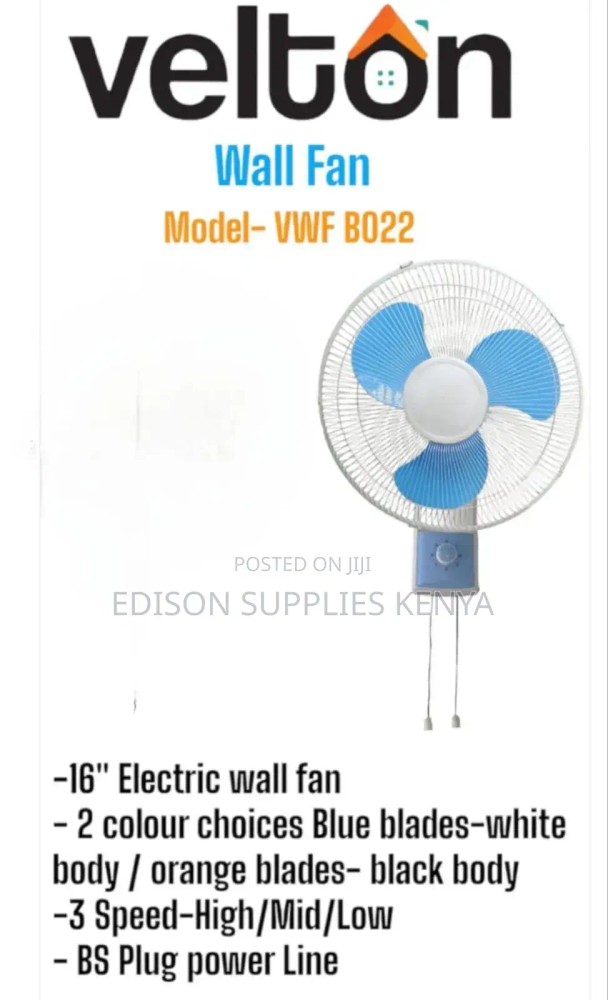 velton
Wall Fan
Model- VWF B022
POSTED ON JIJI
EDISON SUPPLIES KENYA
-16" Electric wall fan
- 2 colour choices Blue blades-white
body / orange blades- black body
-3 Speed-High/Mid/Low
- BS Plug power Line